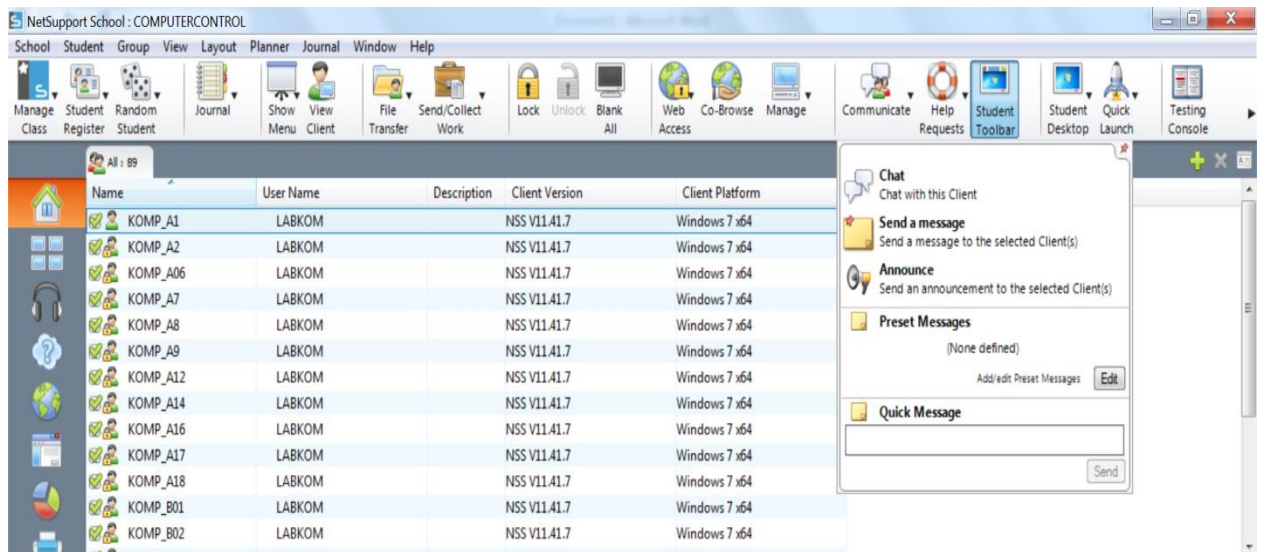 NetSupport School : COMPUTERCONTROL
School Student Group View Layout Planner Journal Window Help
Manage Class
Student Register
Random Student
Journal
Show Menu
View Client
File Transfer
Send/Collect Work
Lock
Unlock
Blank All
Web Access
Co-Browse
Manage
Communicate
Help Requests
Student Toolbar
Student Desktop
Quick Launch
Testing Console
All : 89
Name User Name Description Client Version Client Platform
KOMP_A1 LABKOM NSS V11.41.7 Windows 7 x64
KOMP_A2 LABKOM NSS V11.41.7 Windows 7 x64
KOMP_A06 LABKOM NSS V11.41.7 Windows 7 x64
KOMP_A7 LABKOM NSS V11.41.7 Windows 7 x64
KOMP_A8 LABKOM NSS V11.41.7 Windows 7 x64
KOMP_A9 LABKOM NSS V11.41.7 Windows 7 x64
KOMP_A12 LABKOM NSS V11.41.7 Windows 7 x64
KOMP_A14 LABKOM NSS V11.41.7 Windows 7 x64
KOMP_A16 LABKOM NSS V11.41.7 Windows 7 x64
KOMP_A17 LABKOM NSS V11.41.7 Windows 7 x64
KOMP_A18 LABKOM NSS V11.41.7 Windows 7 x64
KOMP_B01 LABKOM NSS V11.41.7 Windows 7 x64
KOMP_B02 LABKOM NSS V11.41.7 Windows 7 x64
Chat
Chat with this Client
Send a message
Send a message to the selected Client(s)
Announce
Send an announcement to the selected Client(s)
Preset Messages
(None defined)
Add/edit Preset Messages Edit
Quick Message
Send